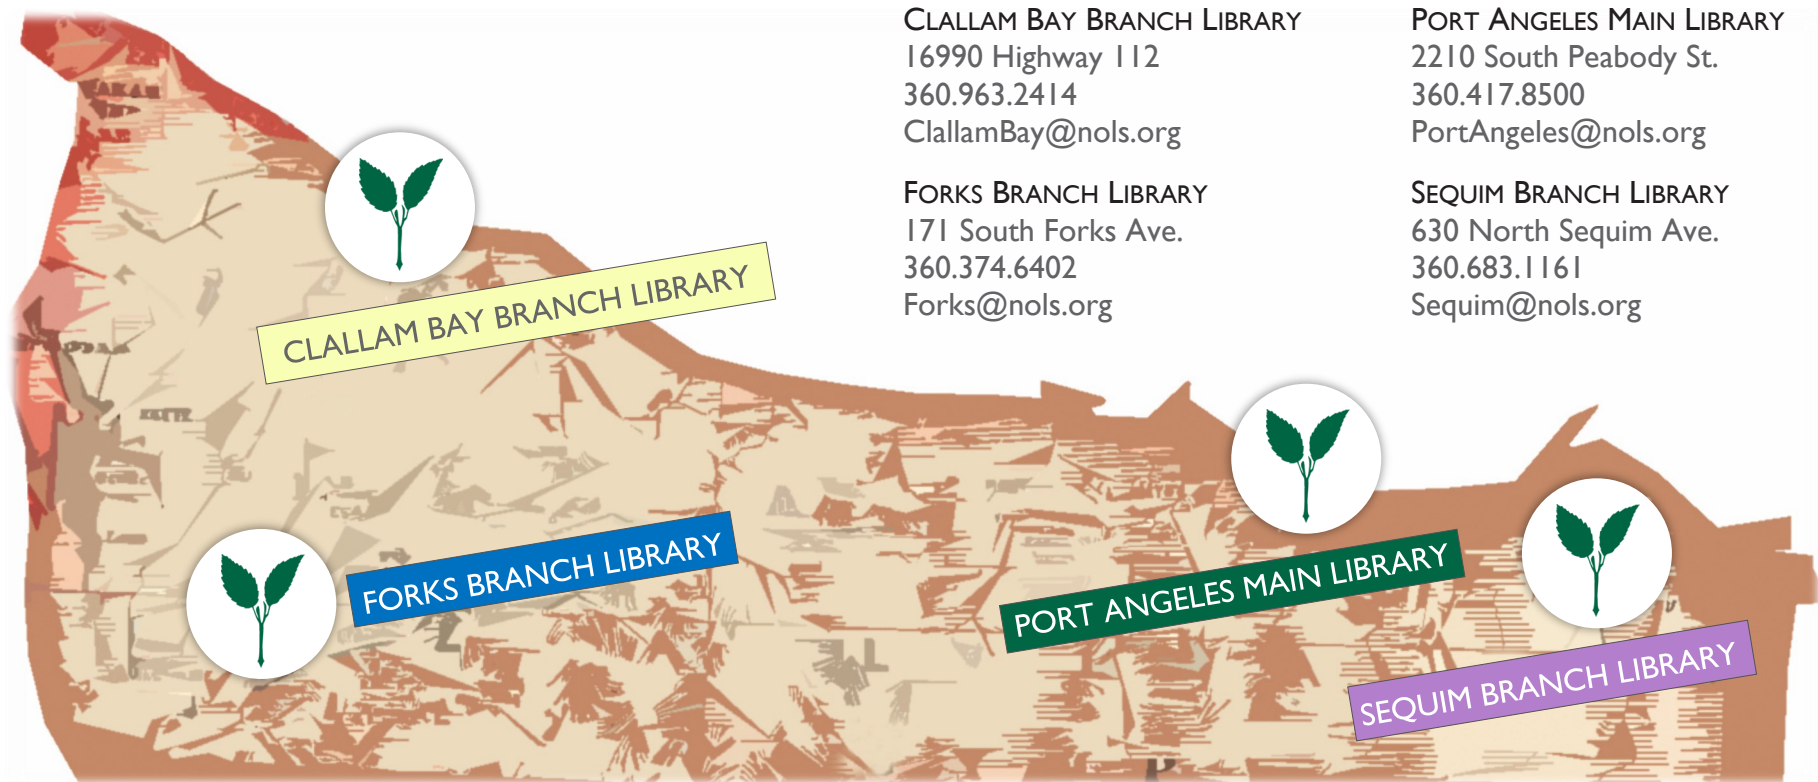 CLALLAM BAY BRANCH LIBRARY
16990 Highway 112
360.963.2414
ClallamBay@nols.org
FORKS BRANCH LIBRARY
171 South Forks Ave.
360.374.6402
Forks@nols.org
PORT ANGELES MAIN LIBRARY
2210 South Peabody St.
360.417.8500
PortAngeles@nols.org
SEQUIM BRANCH LIBRARY
630 North Sequim Ave.
360.683.1161
Sequim@nols.org
CLALLAM BAY BRANCH LIBRARY
FORKS BRANCH LIBRARY
PORT ANGELES MAIN LIBRARY
SEQUIM BRANCH LIBRARY